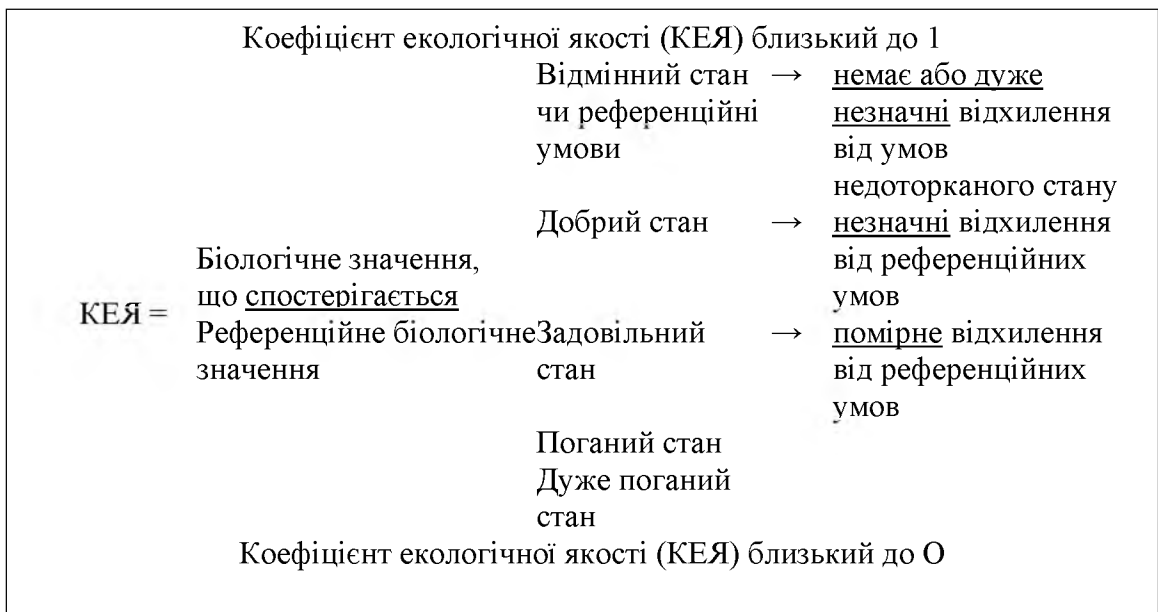 Коефіцієнт екологічної якості (КЕЯ) близький до 1
Відмінний стан → немає або дуже
чи референційні незначні відхилення
умови від умов
недоторканого стану
Добрий стан → незначні відхилення
Біологічне значення, від референційних
що спостерігається умов
КЕЯ =
Референційне біологічне Задовільний → помірне відхилення
значення стан від референційних
умов
Поганий стан
Дуже поганий
стан
Коефіцієнт екологічної якості (КЕЯ) близький до О